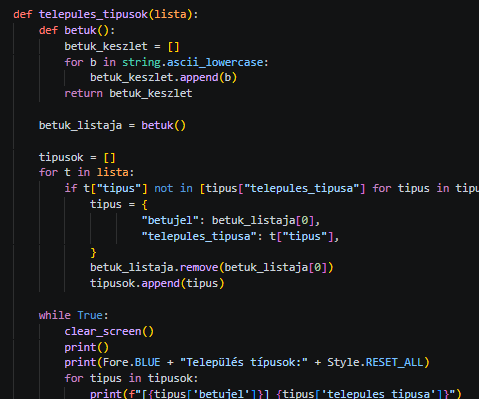 def telepules_tipusok(lista):
    def betuk():
        betuk_keszlet = []
        for b in string.ascii_lowercase:
            betuk_keszlet.append(b)
        return betuk_keszlet

    betuk_listaja = betuk()

    tipusok = []
    for t in lista:
        if t["tipus"] not in [tipus["telepules_tipusa"] for tipus in tipu
            tipus = {
                    "betujel": betuk_listaja[0],
                    "telepules_tipusa": t["tipus"],
            }
            betuk_listaja.remove(betuk_listaja[0])
            tipusok.append(tipus)

    while True:
        clear_screen()
        print()
        print(Fore.BLUE + "Település típusok:" + Style.RESET_ALL)
        for tipus in tipusok:
            print(f"[{tipus['betujel']}] {tipus['telepules_tipusa']}")